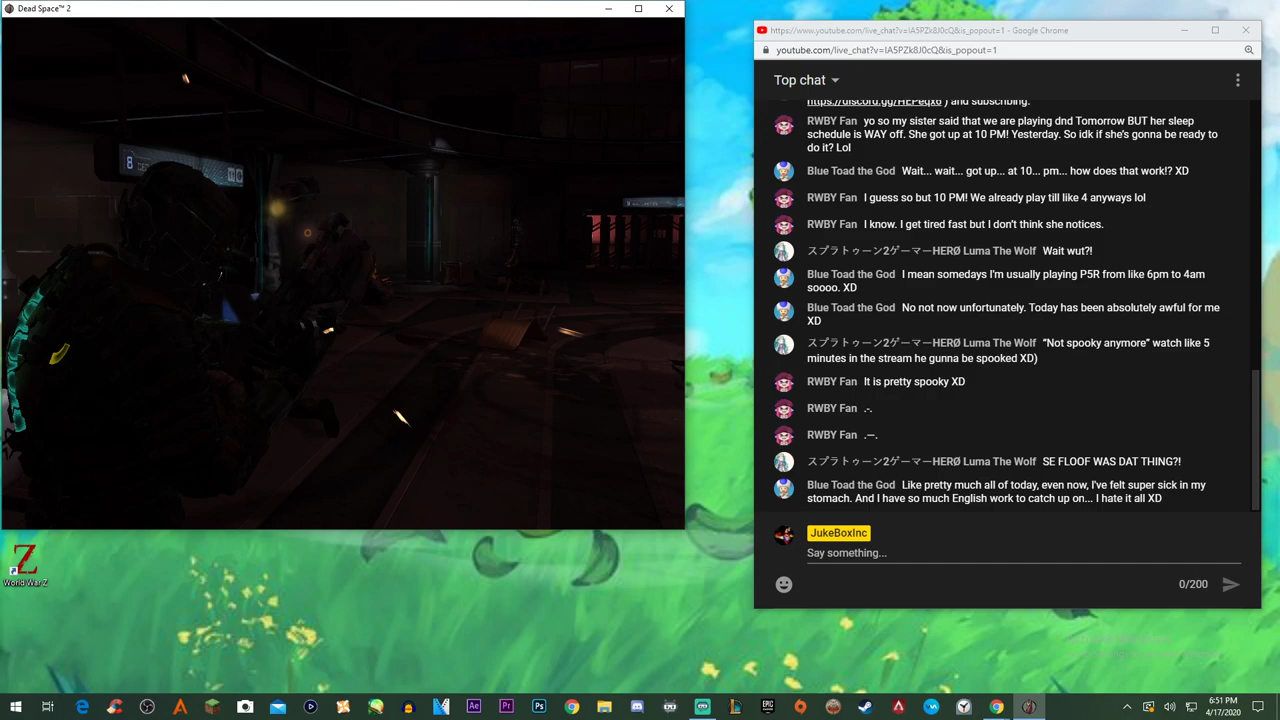 Dead Space™ 2
https://www.youtube.com/live_chat?v=IA5PZk8J0cQ&is_popout=1 - Google Chrome
youtube.com/live_chat?v=IA5PZk8J0cQ&is_popout=1
Top chat
https://discord.gg/HEPeqx6 ) and subscribing.
RWBY Fan yo so my sister said that we are playing dnd Tomorrow BUT her sleep
schedule is WAY off. She got up at 10 PM! Yesterday. So idk if she's gonna be ready to
do it? Lol
Blue Toad the God Wait... wait... got up... at 10... pm... how does that work!? XD
RWBY Fan I guess so but 10 PM! We already play till like 4 anyways lol
RWBY Fan I know. I get tired fast but I don't think she notices.
スプラトゥーン2ゲーマーHERØ Luma The Wolf Wait wut?!
Blue Toad the God I mean somedays I'm usually playing P5R from like 6pm to 4am
soooo. XD
Blue Toad the God No not now unfortunately. Today has been absolutely awful for me
XD
スプラトゥーン2ゲーマーHERØ Luma The Wolf “Not spooky anymore” watch like 5
minutes in the stream he gunna be spooked XD)
RWBY Fan It is pretty spooky XD
RWBY Fan .-.
RWBY Fan .—.
スプラトゥーン2ゲーマーHERØ Luma The Wolf SE FLOOF WAS DAT THING?!
Blue Toad the God Like pretty much all of today, even now, I've felt super sick in my
stomach. And I have so much English work to catch up on... I hate it all XD
JukeBoxInc
Say something...
0/200
8
World War Z
Ae
Pr
Ps
EPIC
6:51 PM
4/17/2020